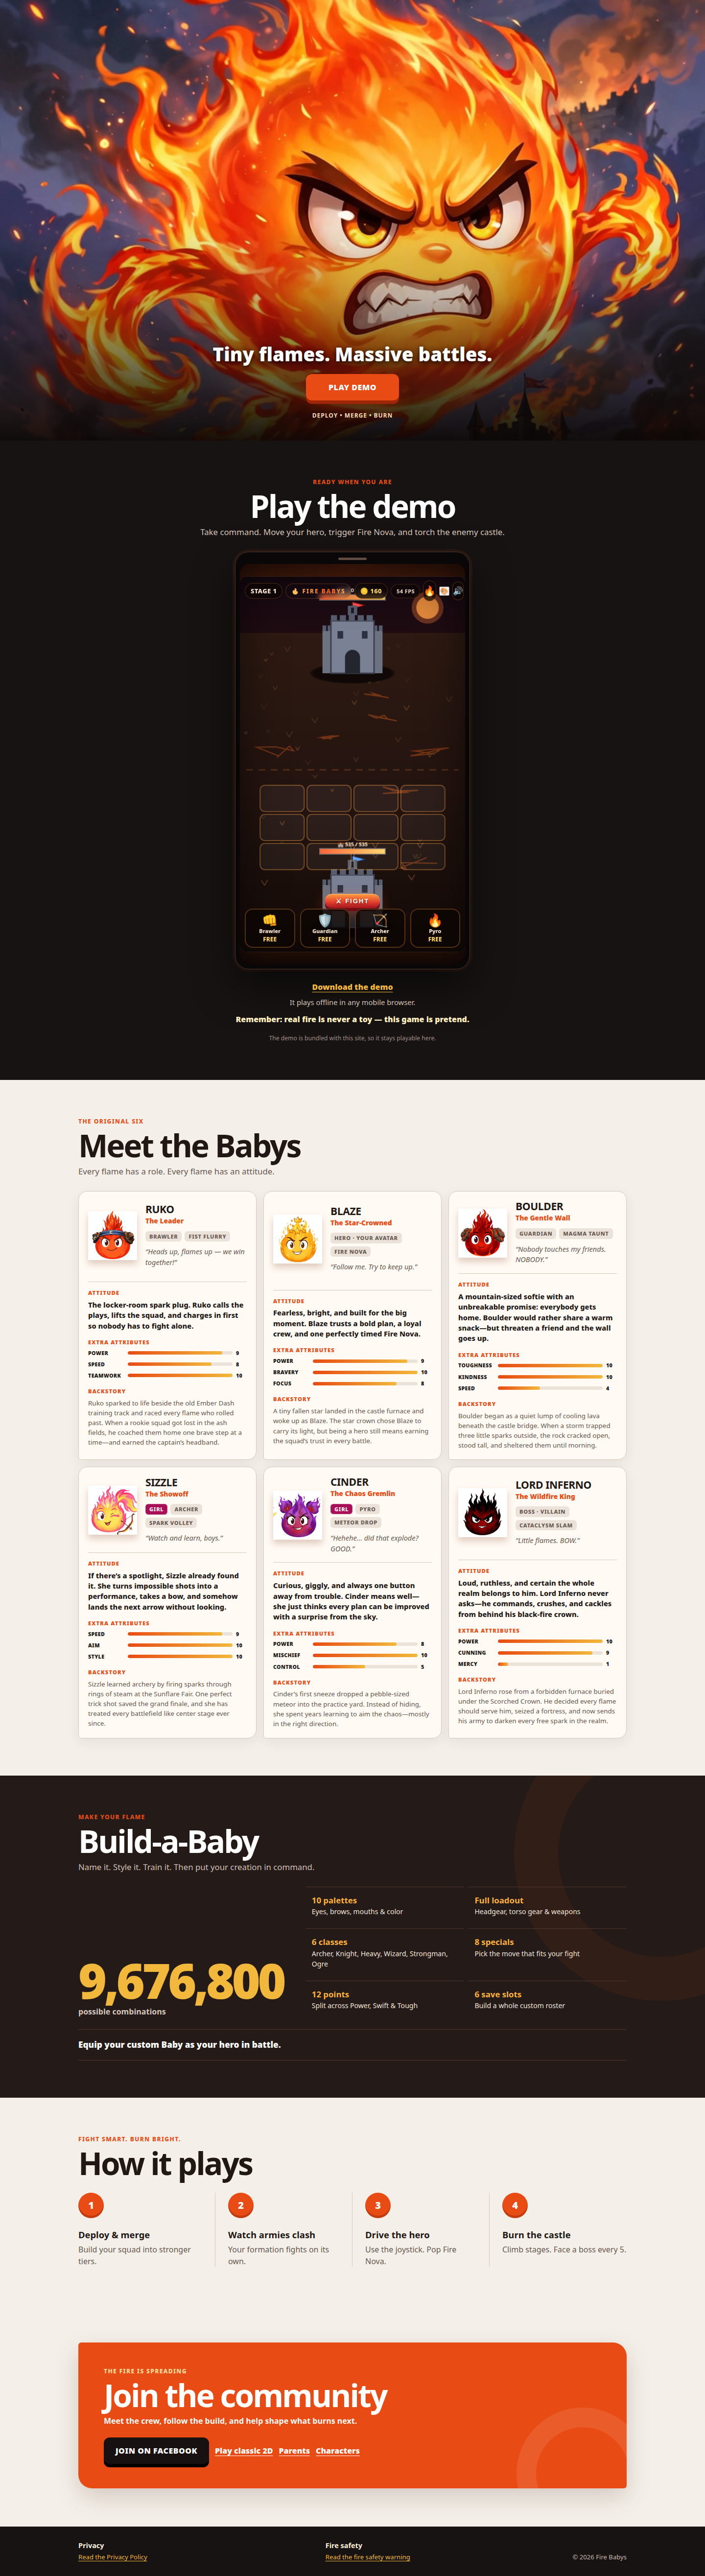 Tiny flames. Massive battles.
PLAY DEMO
DEPLOY • MERGE • BURN
READY WHEN YOU ARE
Play the demo
Take command. Move your hero, trigger Fire Nova, and torch the enemy castle.
STAGE 1
FIRE BABYS
160
54 FPS
515 / 515
FIGHT
Brawler
FREE
Guardian
FREE
Archer
FREE
Pyro
FREE
Download the demo
It plays offline in any mobile browser.
Remember: real fire is never a toy — this game is pretend.
The demo is bundled with this site, so it stays playable here.
THE ORIGINAL SIX
Meet the Babys
Every flame has a role. Every flame has an attitude.
RUKO
The Leader
BRAWLER
FIST FLURRY
“Heads up, flames up — we win
together!”
ATTITUDE
The locker-room spark plug. Ruko calls the
plays, lifts the squad, and charges in first
so nobody has to fight alone.
EXTRA ATTRIBUTES
POWER 9
SPEED 8
TEAMWORK 10
BACKSTORY
Ruko sparked to life beside the old Ember Dash
training track and raced every flame who rolled
past. When a rookie squad got lost in the ash
fields, he coached them home one brave step at a
time—and earned the captain’s headband.
BLAZE
The Star-Crowned
HERO · YOUR AVATAR
FIRE NOVA
“Follow me. Try to keep up.”
ATTITUDE
Fearless, bright, and built for the big
moment. Blaze trusts a bold plan, a loyal
crew, and one perfectly timed Fire Nova.
EXTRA ATTRIBUTES
POWER 9
BRAVERY 10
FOCUS 8
BACKSTORY
A tiny fallen star landed in the castle furnace and
woke up as Blaze. The star crown chose Blaze to
carry its light, but being a hero still means earning
the squad’s trust in every battle.
BOULDER
The Gentle Wall
GUARDIAN
MAGMA TAUNT
“Nobody touches my friends.
NOBODY.”
ATTITUDE
A mountain-sized softie with an
unbreakable promise: everybody gets
home. Boulder would rather share a warm
snack—but threaten a friend and the wall
goes up.
EXTRA ATTRIBUTES
TOUGHNESS 10
KINDNESS 10
SPEED 4
BACKSTORY
Boulder began as a quiet lump of cooling lava
beneath the castle bridge. When a storm trapped
three little sparks outside, the rock cracked open,
stood tall, and sheltered them until morning.
SIZZLE
The Showoff
GIRL
ARCHER
SPARK VOLLEY
“Watch and learn, boys.”
ATTITUDE
If there’s a spotlight, Sizzle already found
it. She turns impossible shots into a
performance, takes a bow, and somehow
lands the next arrow without looking.
EXTRA ATTRIBUTES
SPEED 9
AIM 10
STYLE 10
BACKSTORY
Sizzle learned archery by firing sparks through
rings of steam at the Sunflare Fair. One perfect
trick shot saved the grand finale, and she has
treated every battlefield like center stage ever
since.
CINDER
The Chaos Gremlin
GIRL
PYRO
METEOR DROP
“Hehehe… did that explode?
GOOD.”
ATTITUDE
Curious, giggly, and always one button
away from trouble. Cinder means well—
she just thinks every plan can be improved
with a surprise from the sky.
EXTRA ATTRIBUTES
POWER 8
MISCHIEF 10
CONTROL 5
BACKSTORY
Cinder’s first sneeze dropped a pebble-sized
meteor into the practice yard. Instead of hiding,
she spent years learning to aim the chaos—mostly
in the right direction.
LORD INFERNO
The Wildfire King
BOSS · VILLAIN
CATACLYSM SLAM
“Little flames. BOW.”
ATTITUDE
Loud, ruthless, and certain the whole
realm belongs to him. Lord Inferno never
asks—he commands, crushes, and cackles
from behind his black-fire crown.
EXTRA ATTRIBUTES
POWER 10
CUNNING 9
MERCY 1
BACKSTORY
Lord Inferno rose from a forbidden furnace buried
under the Scorched Crown. He decided every flame
should serve him, seized a fortress, and now sends
his army to darken every free spark in the realm.
MAKE YOUR FLAME
Build-a-Baby
Name it. Style it. Train it. Then put your creation in command.
9,676,800
possible combinations
10 palettes
Eyes, brows, mouths & color
Full loadout
Headgear, torso gear & weapons
6 classes
Archer, Knight, Heavy, Wizard, Strongman,
Ogre
8 specials
Pick the move that fits your fight
12 points
Split across Power, Swift & Tough
6 save slots
Build a whole custom roster
Equip your custom Baby as your hero in battle.
FIGHT SMART. BURN BRIGHT.
How it plays
1
Deploy & merge
Build your squad into stronger
tiers.
2
Watch armies clash
Your formation fights on its
own.
3
Drive the hero
Use the joystick. Pop Fire
Nova.
4
Burn the castle
Climb stages. Face a boss every 5.
THE FIRE IS SPREADING
Join the community
Meet the crew, follow the build, and help shape what burns next.
JOIN ON FACEBOOK
Play classic 2D
Parents
Characters
Privacy
Read the Privacy Policy
Fire safety
Read the fire safety warning
© 2026 Fire Babys